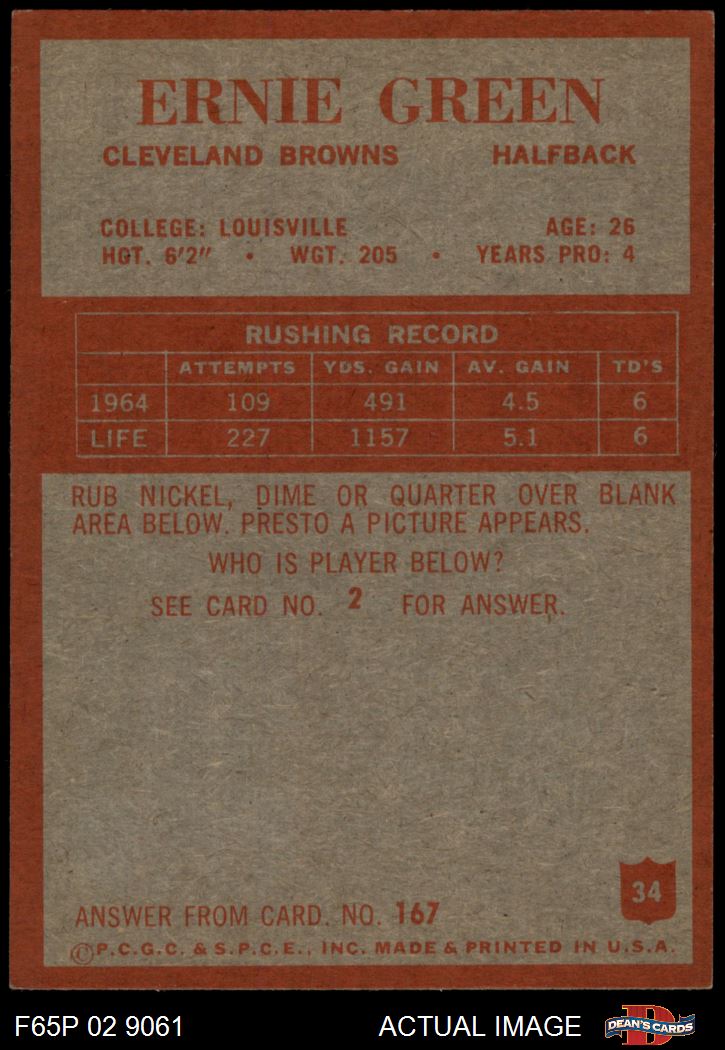 ERNIE GREEN
CLEVELAND BROWNS HALFBACK
COLLEGE: LOUISVILLE AGE: 26
HGT. 6'2" • WGT. 205 • YEARS PRO: 4
RUSHING RECORD
ATTEMPTS YDS. GAIN AV. GAIN TD'S
1964 109 491 4.5 6
LIFE 227 1157 5.1 6
RUB NICKEL, DIME OR QUARTER OVER BLANK
AREA BELOW. PRESTO A PICTURE APPEARS.
WHO IS PLAYER BELOW?
SEE CARD NO. 2 FOR ANSWER.
34
ANSWER FROM CARD. NO. 167
©P.C.G.C. & S.P.C.E., INC. MADE & PRINTED IN U.S.A.
F65P 02 9061 ACTUAL IMAGE DEAN'S CARDS